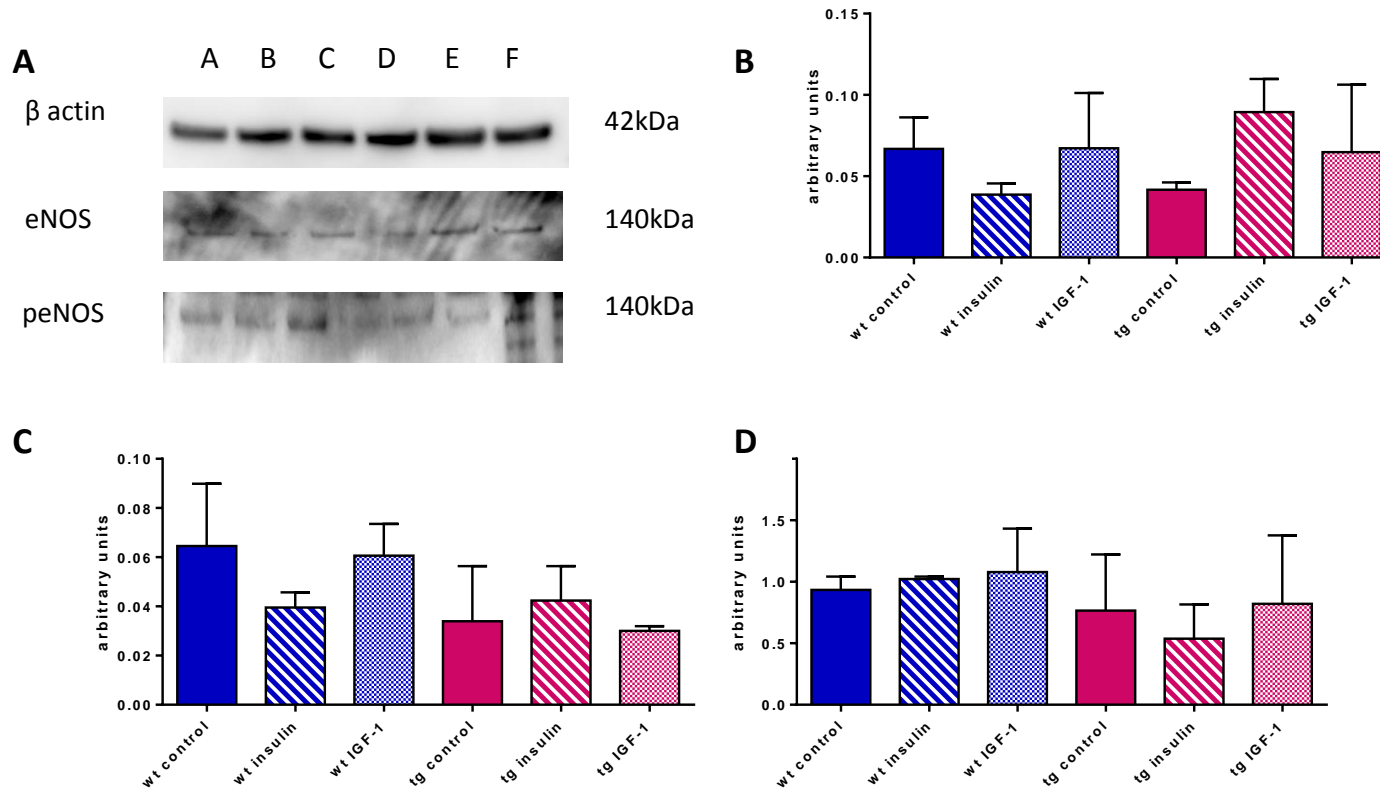 A
A B C D E F
β actin
42kDa
eNOS
140kDa
peNOS
140kDa
B
arbitrary units
0.15
0.10
0.05
0.00
wt control
wt insulin
wt IGF-1
tg control
tg insulin
tg IGF-1
C
arbitrary units
0.10
0.08
0.06
0.04
0.02
0.00
wt control
wt insulin
wt IGF-1
tg control
tg insulin
tg IGF-1
D
arbitrary units
1.5
1.0
0.5
0.0
wt control
wt insulin
wt IGF-1
tg control
tg insulin
tg IGF-1